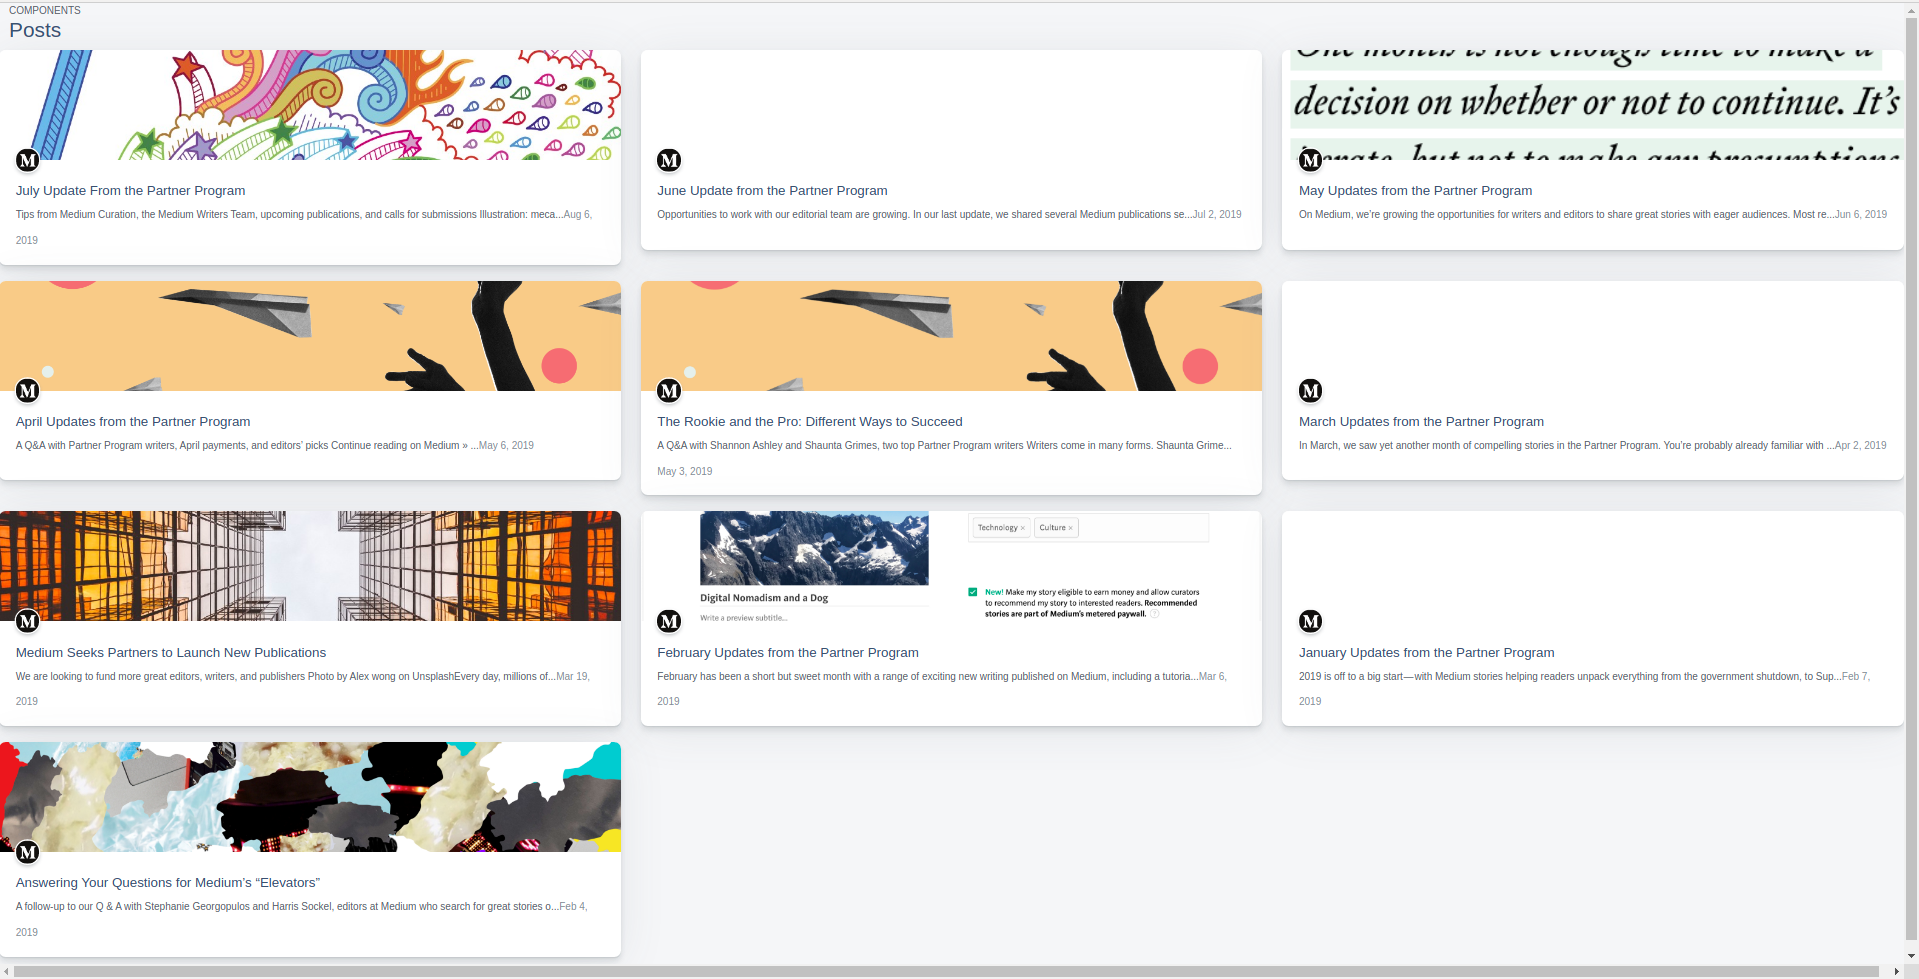 COMPONENTS
Posts
One month is not enough time to make a
decision on whether or not to continue. It's
iterate, but not to make any presumptions
M
M
M
July Update From the Partner Program
June Update from the Partner Program
May Updates from the Partner Program
Tips from Medium Curation, the Medium Writers Team, upcoming publications, and calls for submissions Illustration: meca...Aug 6,
2019
Opportunities to work with our editorial team are growing. In our last update, we shared several Medium publications se...Jul 2, 2019
On Medium, we're growing the opportunities for writers and editors to share great stories with eager audiences. Most re...Jun 6, 2019
M
M
M
April Updates from the Partner Program
The Rookie and the Pro: Different Ways to Succeed
March Updates from the Partner Program
A Q&A with Partner Program writers, April payments, and editors' picks Continue reading on Medium » ...May 6, 2019
A Q&A with Shannon Ashley and Shaunta Grimes, two top Partner Program writers Writers come in many forms. Shaunta Grime...
May 3, 2019
In March, we saw yet another month of compelling stories in the Partner Program. You're probably already familiar with ...Apr 2, 2019
Technology × Culture ×
Digital Nomadism and a Dog
Write a preview subtitle...
New! Make my story eligible to earn money and allow curators
to recommend my story to interested readers. Recommended
stories are part of Medium's metered paywall. ?
M
M
M
Medium Seeks Partners to Launch New Publications
February Updates from the Partner Program
January Updates from the Partner Program
We are looking to fund more great editors, writers, and publishers Photo by Alex wong on UnsplashEvery day, millions of...Mar 19,
2019
February has been a short but sweet month with a range of exciting new writing published on Medium, including a tutoria...Mar 6,
2019
2019 is off to a big start — with Medium stories helping readers unpack everything from the government shutdown, to Sup...Feb 7,
2019
M
Answering Your Questions for Medium's “Elevators”
A follow-up to our Q & A with Stephanie Georgopulos and Harris Sockel, editors at Medium who search for great stories o...Feb 4,
2019